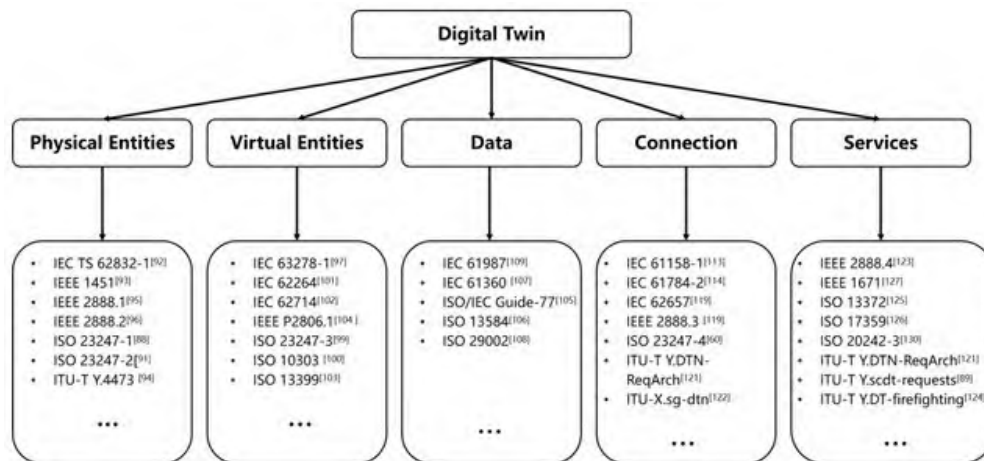 Digital Twin
Physical Entities
Virtual Entities
Data
Connection
Services
• IEC TS 62832-1[92]
• IEEE 1451[93]
• IEEE 2888.1[95]
• IEEE 2888.2[96]
• ISO 23247-1[88]
• ISO 23247-2[91]
• ITU-T Y.4473 [94]
...
• IEC 63278-1[97]
• IEC 62264[101]
• IEC 62714[102]
• IEEE P2806.1[104]
• ISO 23247-3[99]
• ISO 10303 [100]
• ISO 13399[103]
...
• IEC 61987[109]
• IEC 61360 [107]
• ISO/IEC Guide-77[105]
• ISO 13584[106]
• ISO 29002[108]
...
• IEC 61158-1[113]
• IEC 61784-2[114]
• IEC 62657[119]
• IEEE 2888.3 [119]
• ISO 23247-4[60]
• ITU-T Y.DTN-
ReqArch[121]
• ITU-X.sg-dtn[122]
...
• IEEE 2888.4[123]
• IEEE 1671[127]
• ISO 13372[125]
• ISO 17359[126]
• ISO 20242-3[130]
• ITU-T Y.DTN-ReqArch[121]
• ITU-T Y.scdt-requests[89]
• ITU-T Y.DT-firefighting[124]
...